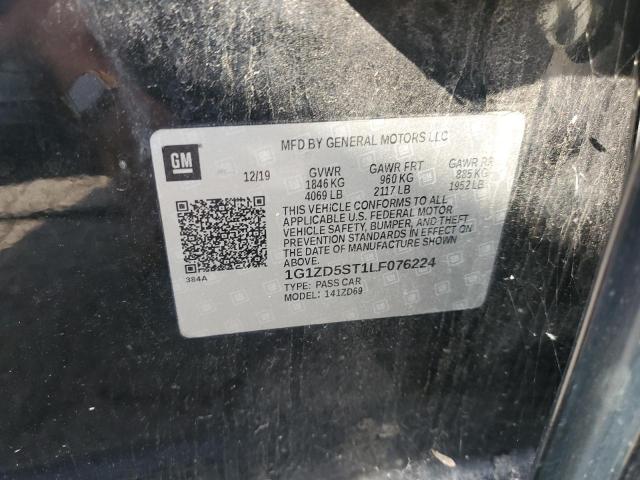 MFD BY GENERAL MOTORS LLC
GM
12/19 GVWR GAWR FRT GAWR RR
1846 KG 960 KG 885 KG
4069 LB 2117 LB 1952 LB
THIS VEHICLE CONFORMS TO ALL
APPLICABLE U.S. FEDERAL MOTOR
VEHICLE SAFETY, BUMPER, AND THEFT
PREVENTION STANDARDS IN EFFECT ON
THE DATE OF MANUFACTURE SHOWN
ABOVE.
384A
1G1ZD5ST1LF076224
TYPE: PASS CAR
MODEL: 141ZD69